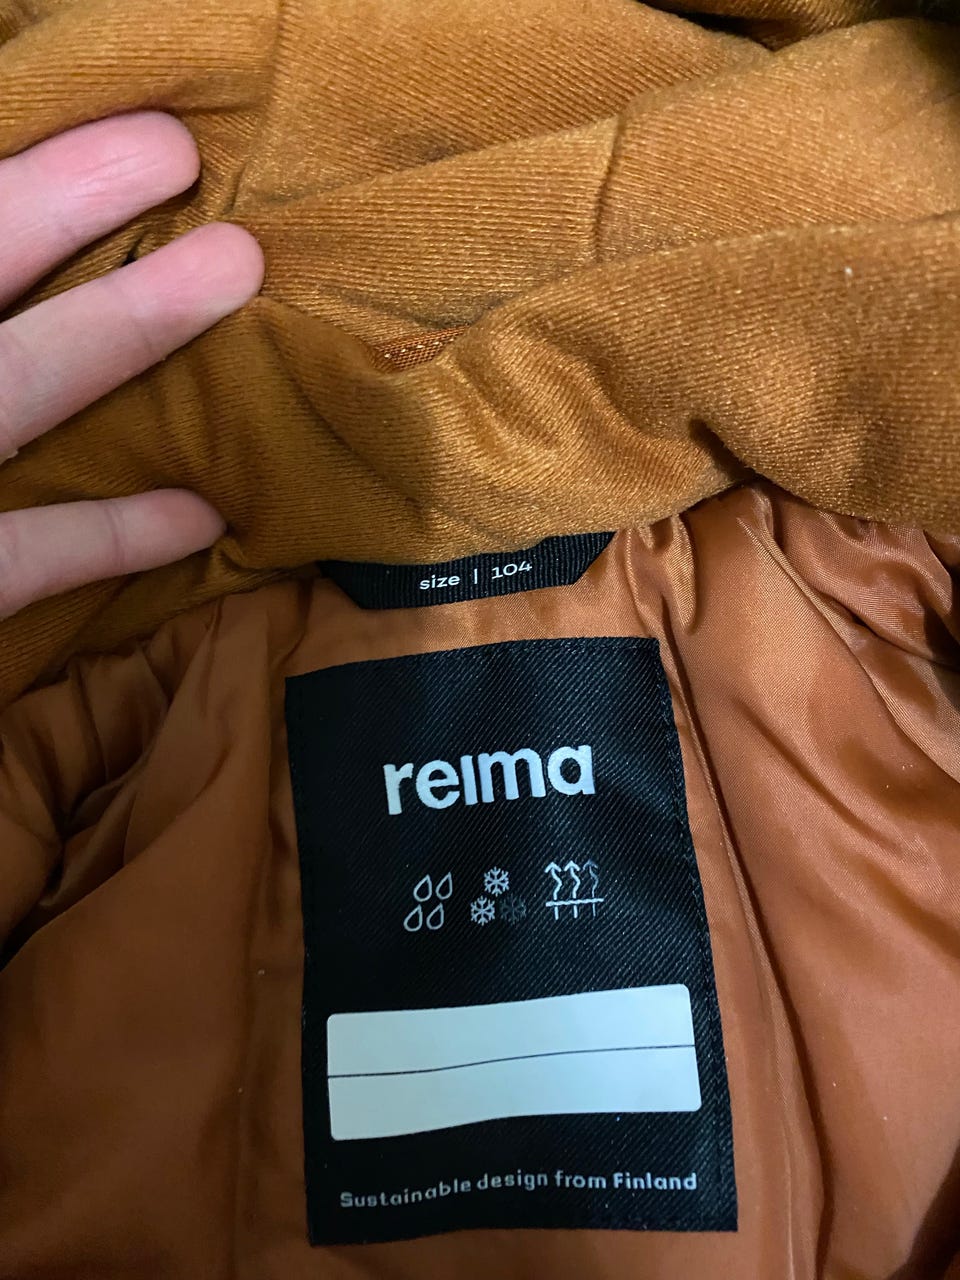 size | 104
reima
Sustainable design from Finland